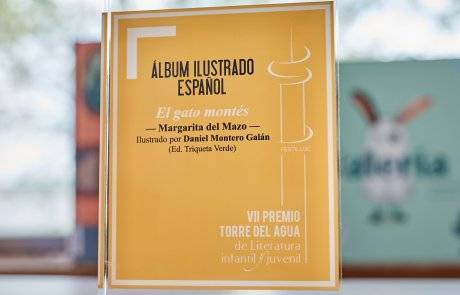 ÁLBUM ILUSTRADO
ESPAÑOL
El gato montés
— Margarita del Mazo —
Ilustrado por Daniel Montero Galán
(Ed. Triqueta Verde)
VII PREMIO
TORRE DEL AGUA
de Literatura
infantil y juvenil